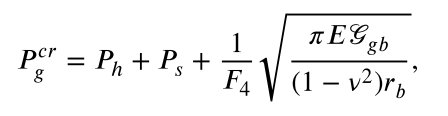 $P_g^{cr} = P_h + P_s + \frac{1}{F_4} \sqrt{\frac{\pi E \mathcal{G}_{gb}}{(1 - \nu^2) r_b}},$